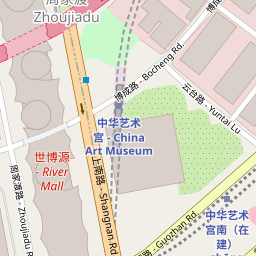 周家渡
Zhoujiadu
博成路 - Bocheng Rd.
云台路 - Yuntai Lu
中华艺术
宫 - China
Art Museum
世博源
- River
Mall
上南路 - Shangnan Rd
周家渡路 - Zhoujiadu Rd
中华艺术
宫南（在
建） -
国展路 - Guozhan Rd.